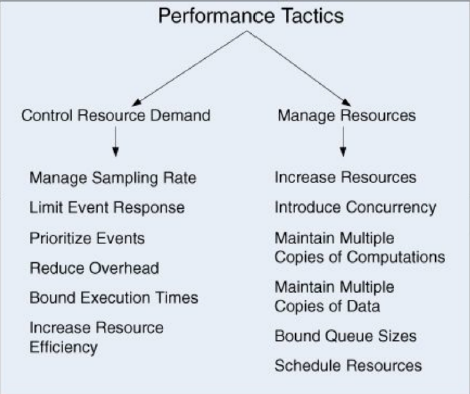 Performance Tactics
Control Resource Demand
Manage Sampling Rate
Limit Event Response
Prioritize Events
Reduce Overhead
Bound Execution Times
Increase Resource
Efficiency
Manage Resources
Increase Resources
Introduce Concurrency
Maintain Multiple
Copies of Computations
Maintain Multiple
Copies of Data
Bound Queue Sizes
Schedule Resources